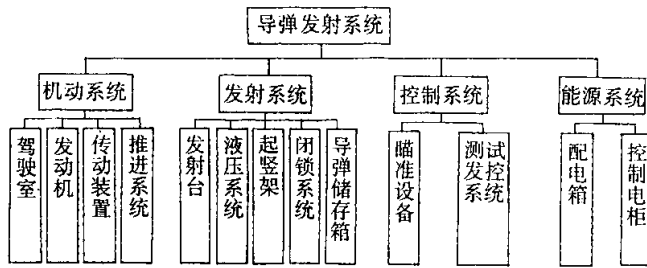 导弹发射系统
机动系统
发射系统
控制系统
能源系统
驾驶室
发动机
传动装置
推进系统
发射台
液压系统
起竖架
闭锁系统
导弹储存箱
瞄准设备
测试
发控
系统
配电箱
控制电柜